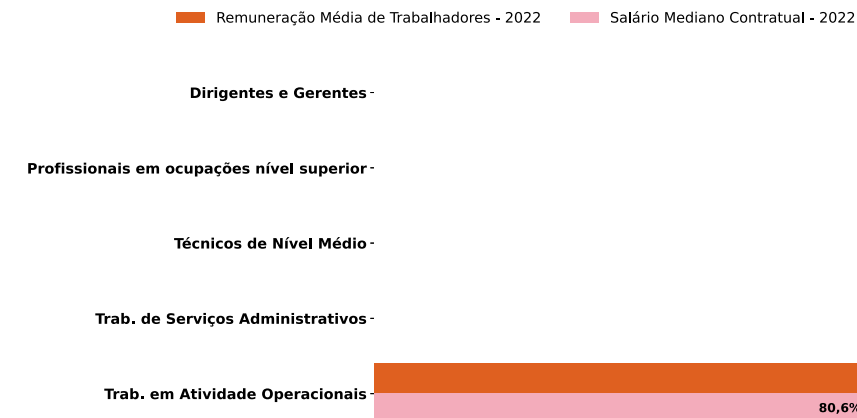 Remuneração Média de Trabalhadores - 2022 Salário Mediano Contratual - 2022
Dirigentes e Gerentes
Profissionais em ocupações nível superior
Técnicos de Nível Médio
Trab. de Serviços Administrativos
Trab. em Atividade Operacionais
80,6%